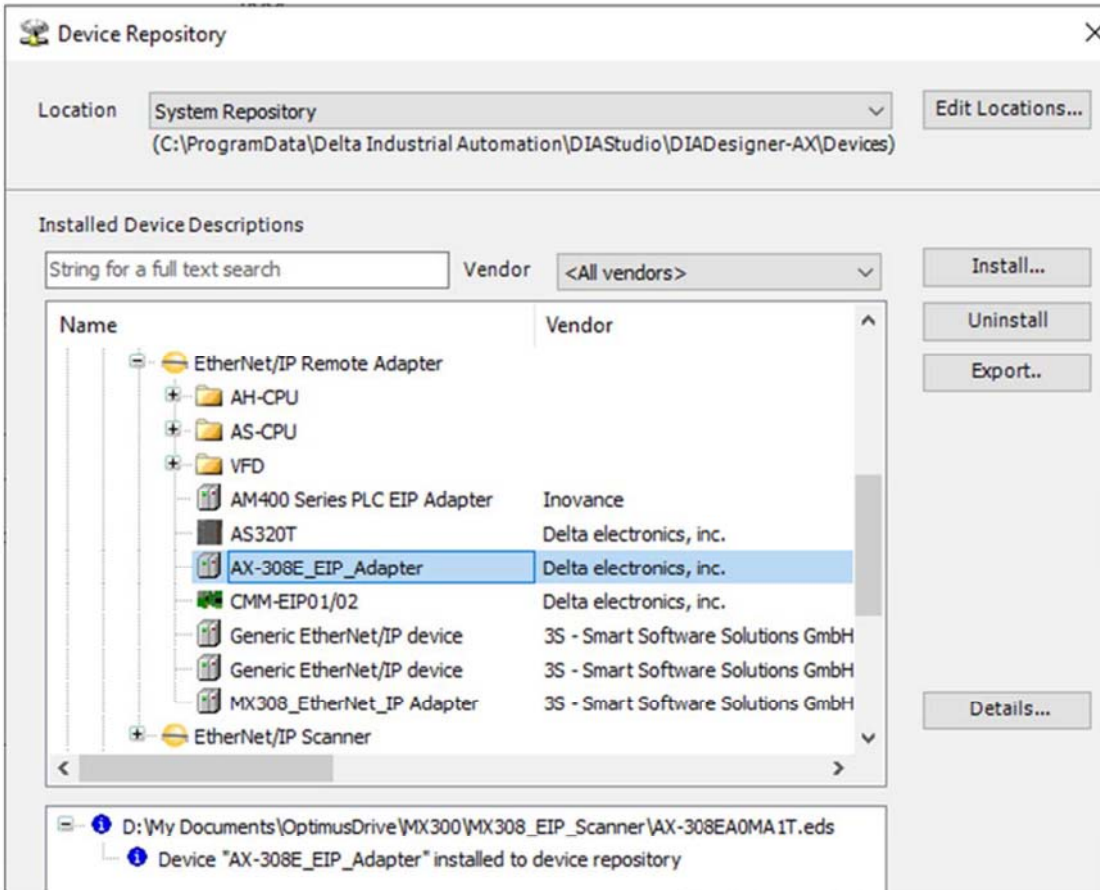 Device Repository
Location System Repository Edit Locations...
(C:\ProgramData\Delta Industrial Automation\DIAStudio\DIADesigner-AX\Devices)
Installed Device Descriptions
String for a full text search Vendor <All vendors> Install...
Name Vendor Uninstall
EtherNet/IP Remote Adapter Export..
AH-CPU
AS-CPU
VFD
AM400 Series PLC EIP Adapter Inovance
AS320T Delta electronics, inc.
AX-308E_EIP_Adapter Delta electronics, inc.
CMM-EIP01/02 Delta electronics, inc.
Generic EtherNet/IP device 3S - Smart Software Solutions GmbH
Generic EtherNet/IP device 3S - Smart Software Solutions GmbH
MX308_EtherNet_IP Adapter 3S - Smart Software Solutions GmbH Details...
EtherNet/IP Scanner
D:\My Documents\OptimusDrive\MX300\MX308_EIP_Scanner\AX-308EA0MA1T.eds
Device "AX-308E_EIP_Adapter" installed to device repository